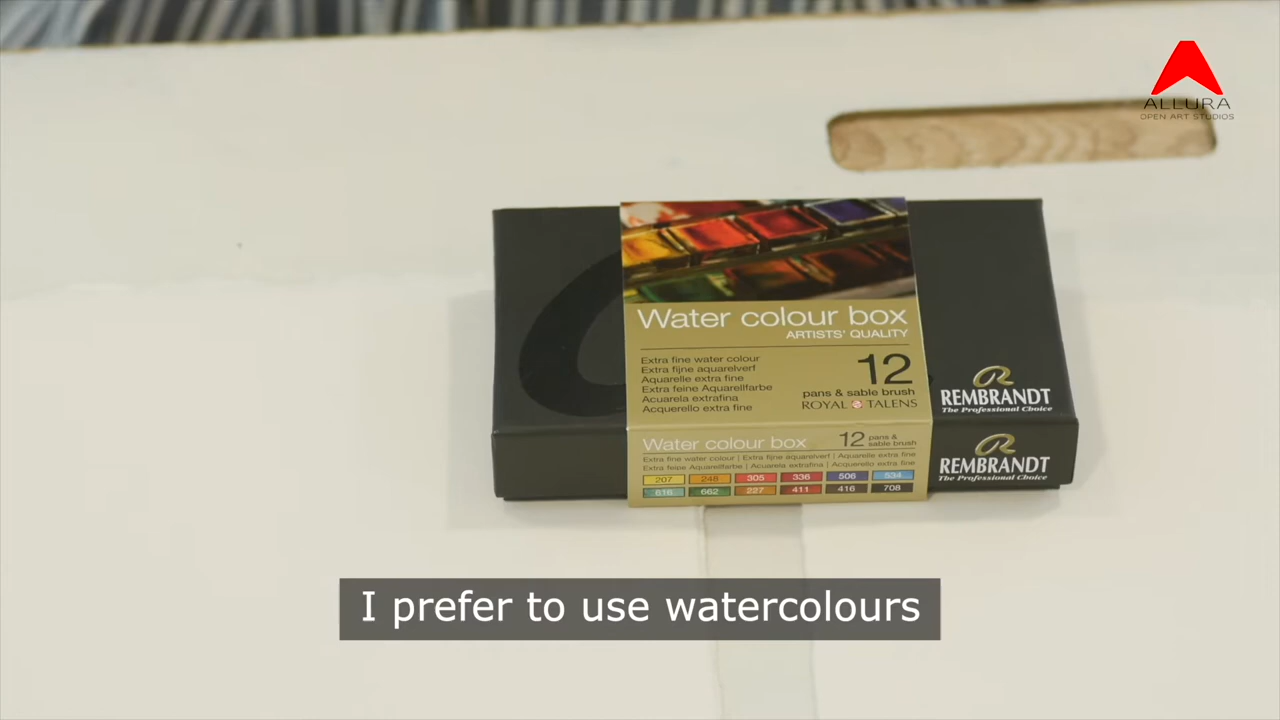 ALLURA
OPEN ART STUDIOS
Water colour box
ARTISTS' QUALITY
Extra fine water colour
Extra fijne aquarelverf
Aquarelle extra fine
Extra feine Aquarellfarbe
Acuarela extrafina
Acquerello extra fine
12
pans & sable brush
ROYAL TALENS
REMBRANDT
The Professional Choice
Water colour box
12 pans &
sable brush
Extra fine water colour | Extra fijne aquarelverf | Aquarelle extra fine
Extra feine Aquarellfarbe | Acuarela extrafina | Acquerello extra fine
207 248 305 336 506 534
616 662 227 411 416 708
REMBRANDT
The Professional Choice
I prefer to use watercolours